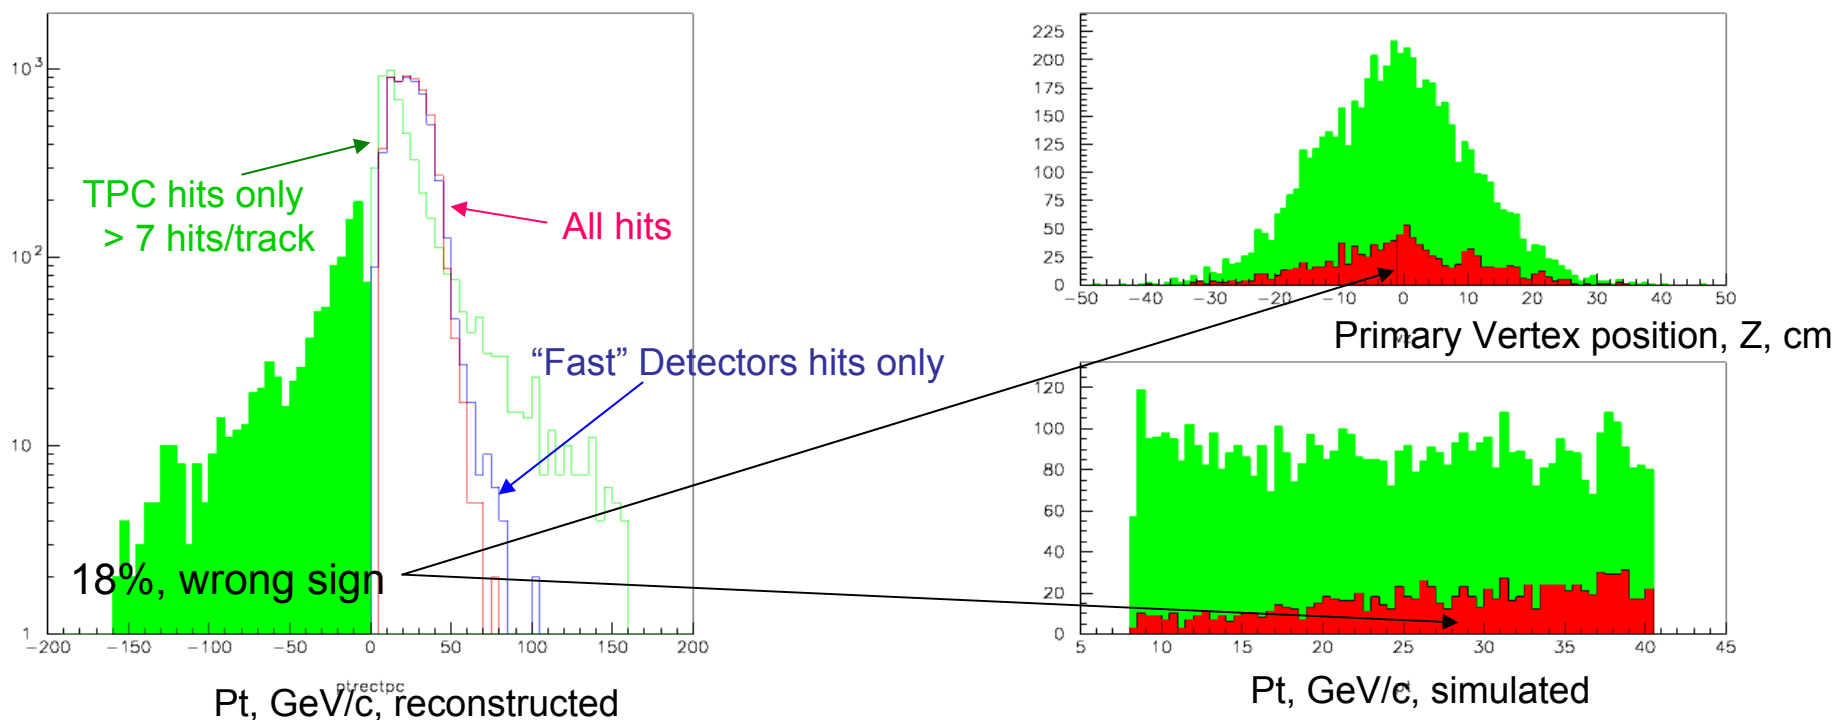 10³
10²
10
1
−200 −150 −100 −50 0 50 100 150 200
ptrectpc
Pt, GeV/c, reconstructed
TPC hits only
> 7 hits/track
All hits
“Fast” Detectors hits only
18%, wrong sign
225
200
175
150
125
100
75
50
25
0
−50 −40 −30 −20 −10 0 10 20 30 40 50
Primary Vertex position, Z, cm
120
100
80
60
40
20
0
5 10 15 20 25 30 35 40 45
Pt, GeV/c, simulated